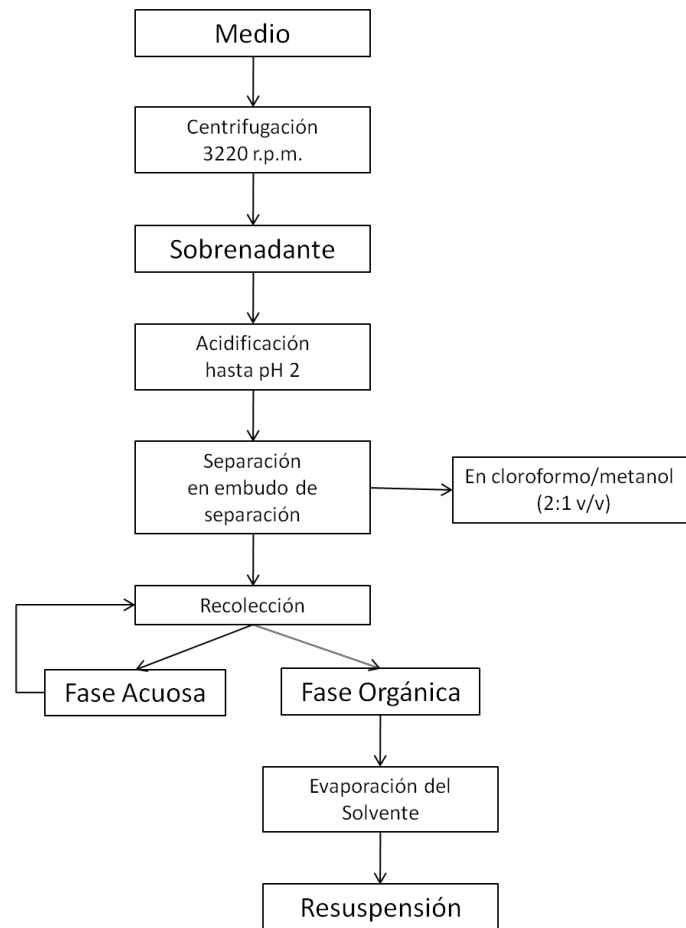 Medio
Centrifugación
3220 r.p.m.
Sobrenadante
Acidificación
hasta pH 2
Separación
en embudo de
separación
En cloroformo/metanol
(2:1 v/v)
Recolección
Fase Acuosa
Fase Orgánica
Evaporación del
Solvente
Resuspensión